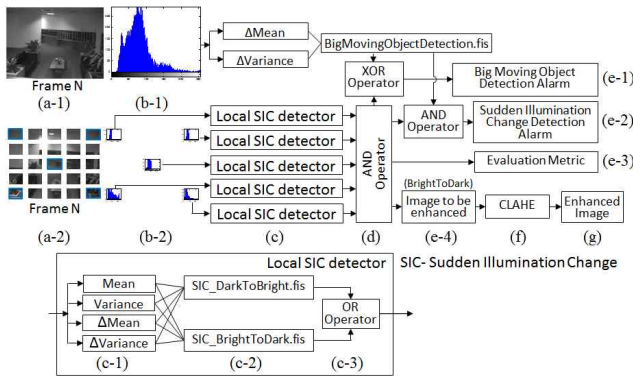 ΔMean
ΔVariance
BigMovingObjectDetection.fis
Frame N
(a-1)
(b-1)
XOR
Operator
Big Moving Object
Detection Alarm
(e-1)
AND
Operator
Sudden Illumination
Change Detection
Alarm
(e-2)
Local SIC detector
Local SIC detector
Local SIC detector
Local SIC detector
Local SIC detector
AND
Operator
Evaluation Metric
(e-3)
(BrightToDark)
Image to be
enhanced
CLAHE
Enhanced
Image
Frame N
(a-2)
(b-2)
(c)
(d)
(e-4)
(f)
(g)
Local SIC detector
SIC- Sudden Illumination Change
Mean
Variance
ΔMean
ΔVariance
SIC_DarkToBright.fis
SIC_BrightToDark.fis
OR
Operator
(c-1)
(c-2)
(c-3)